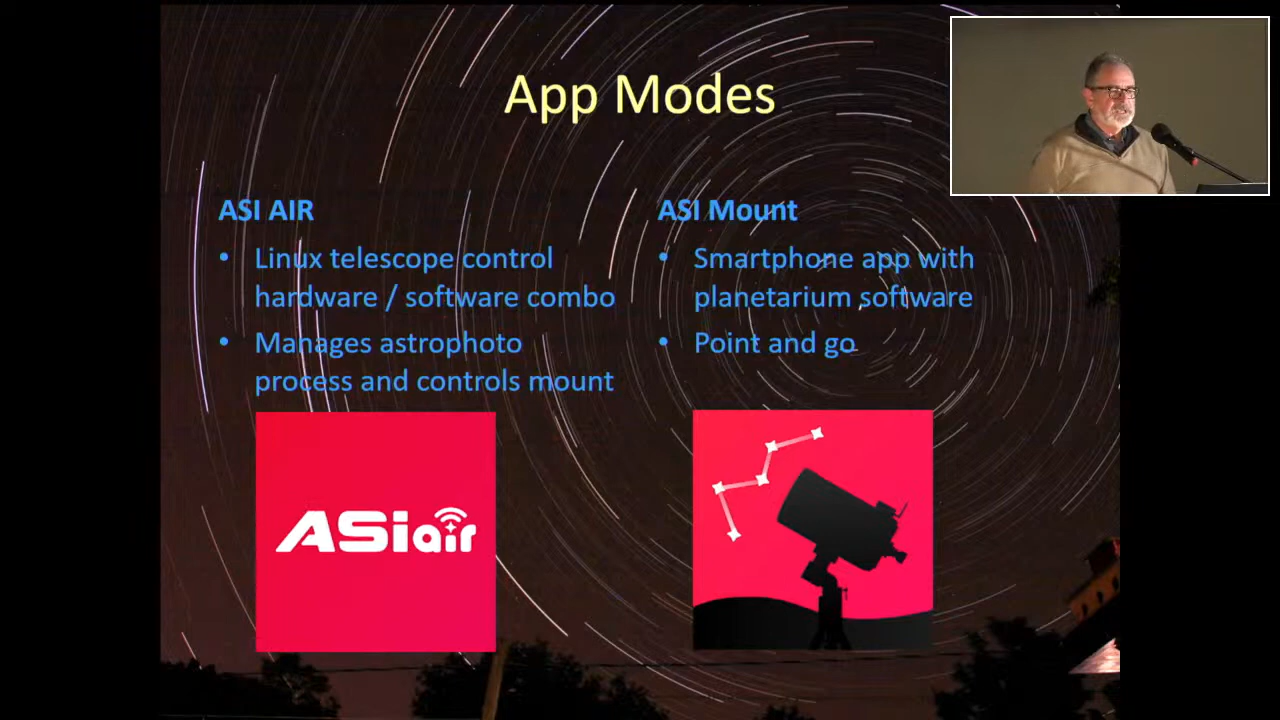 App Modes
ASI AIR
• Linux telescope control
hardware / software combo
• Manages astrophoto
process and controls mount
ASI Mount
• Smartphone app with
planetarium software
• Point and go
ASiair